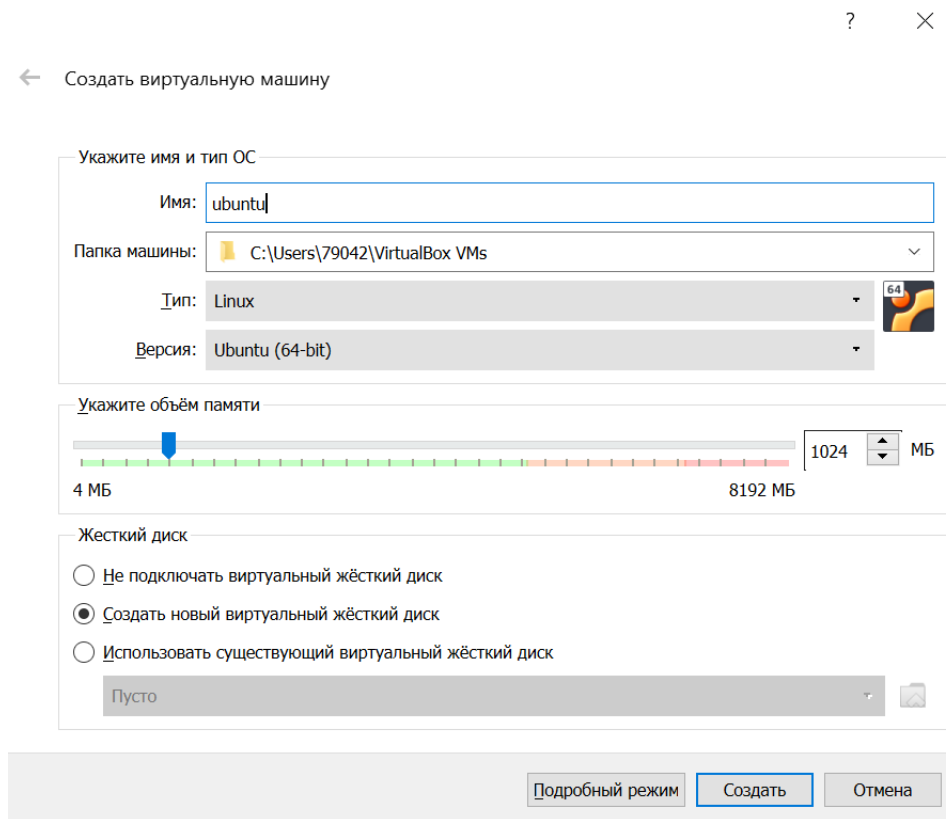 ?
Создать виртуальную машину
Укажите имя и тип ОС
Имя: ubuntu
Папка машины: C:\Users\79042\VirtualBox VMs
Тип: Linux
64
Версия: Ubuntu (64-bit)
Укажите объём памяти
1024 МБ
4 МБ 8192 МБ
Жесткий диск
Не подключать виртуальный жёсткий диск
Создать новый виртуальный жёсткий диск
Использовать существующий виртуальный жёсткий диск
Пусто
Подробный режим Создать Отмена